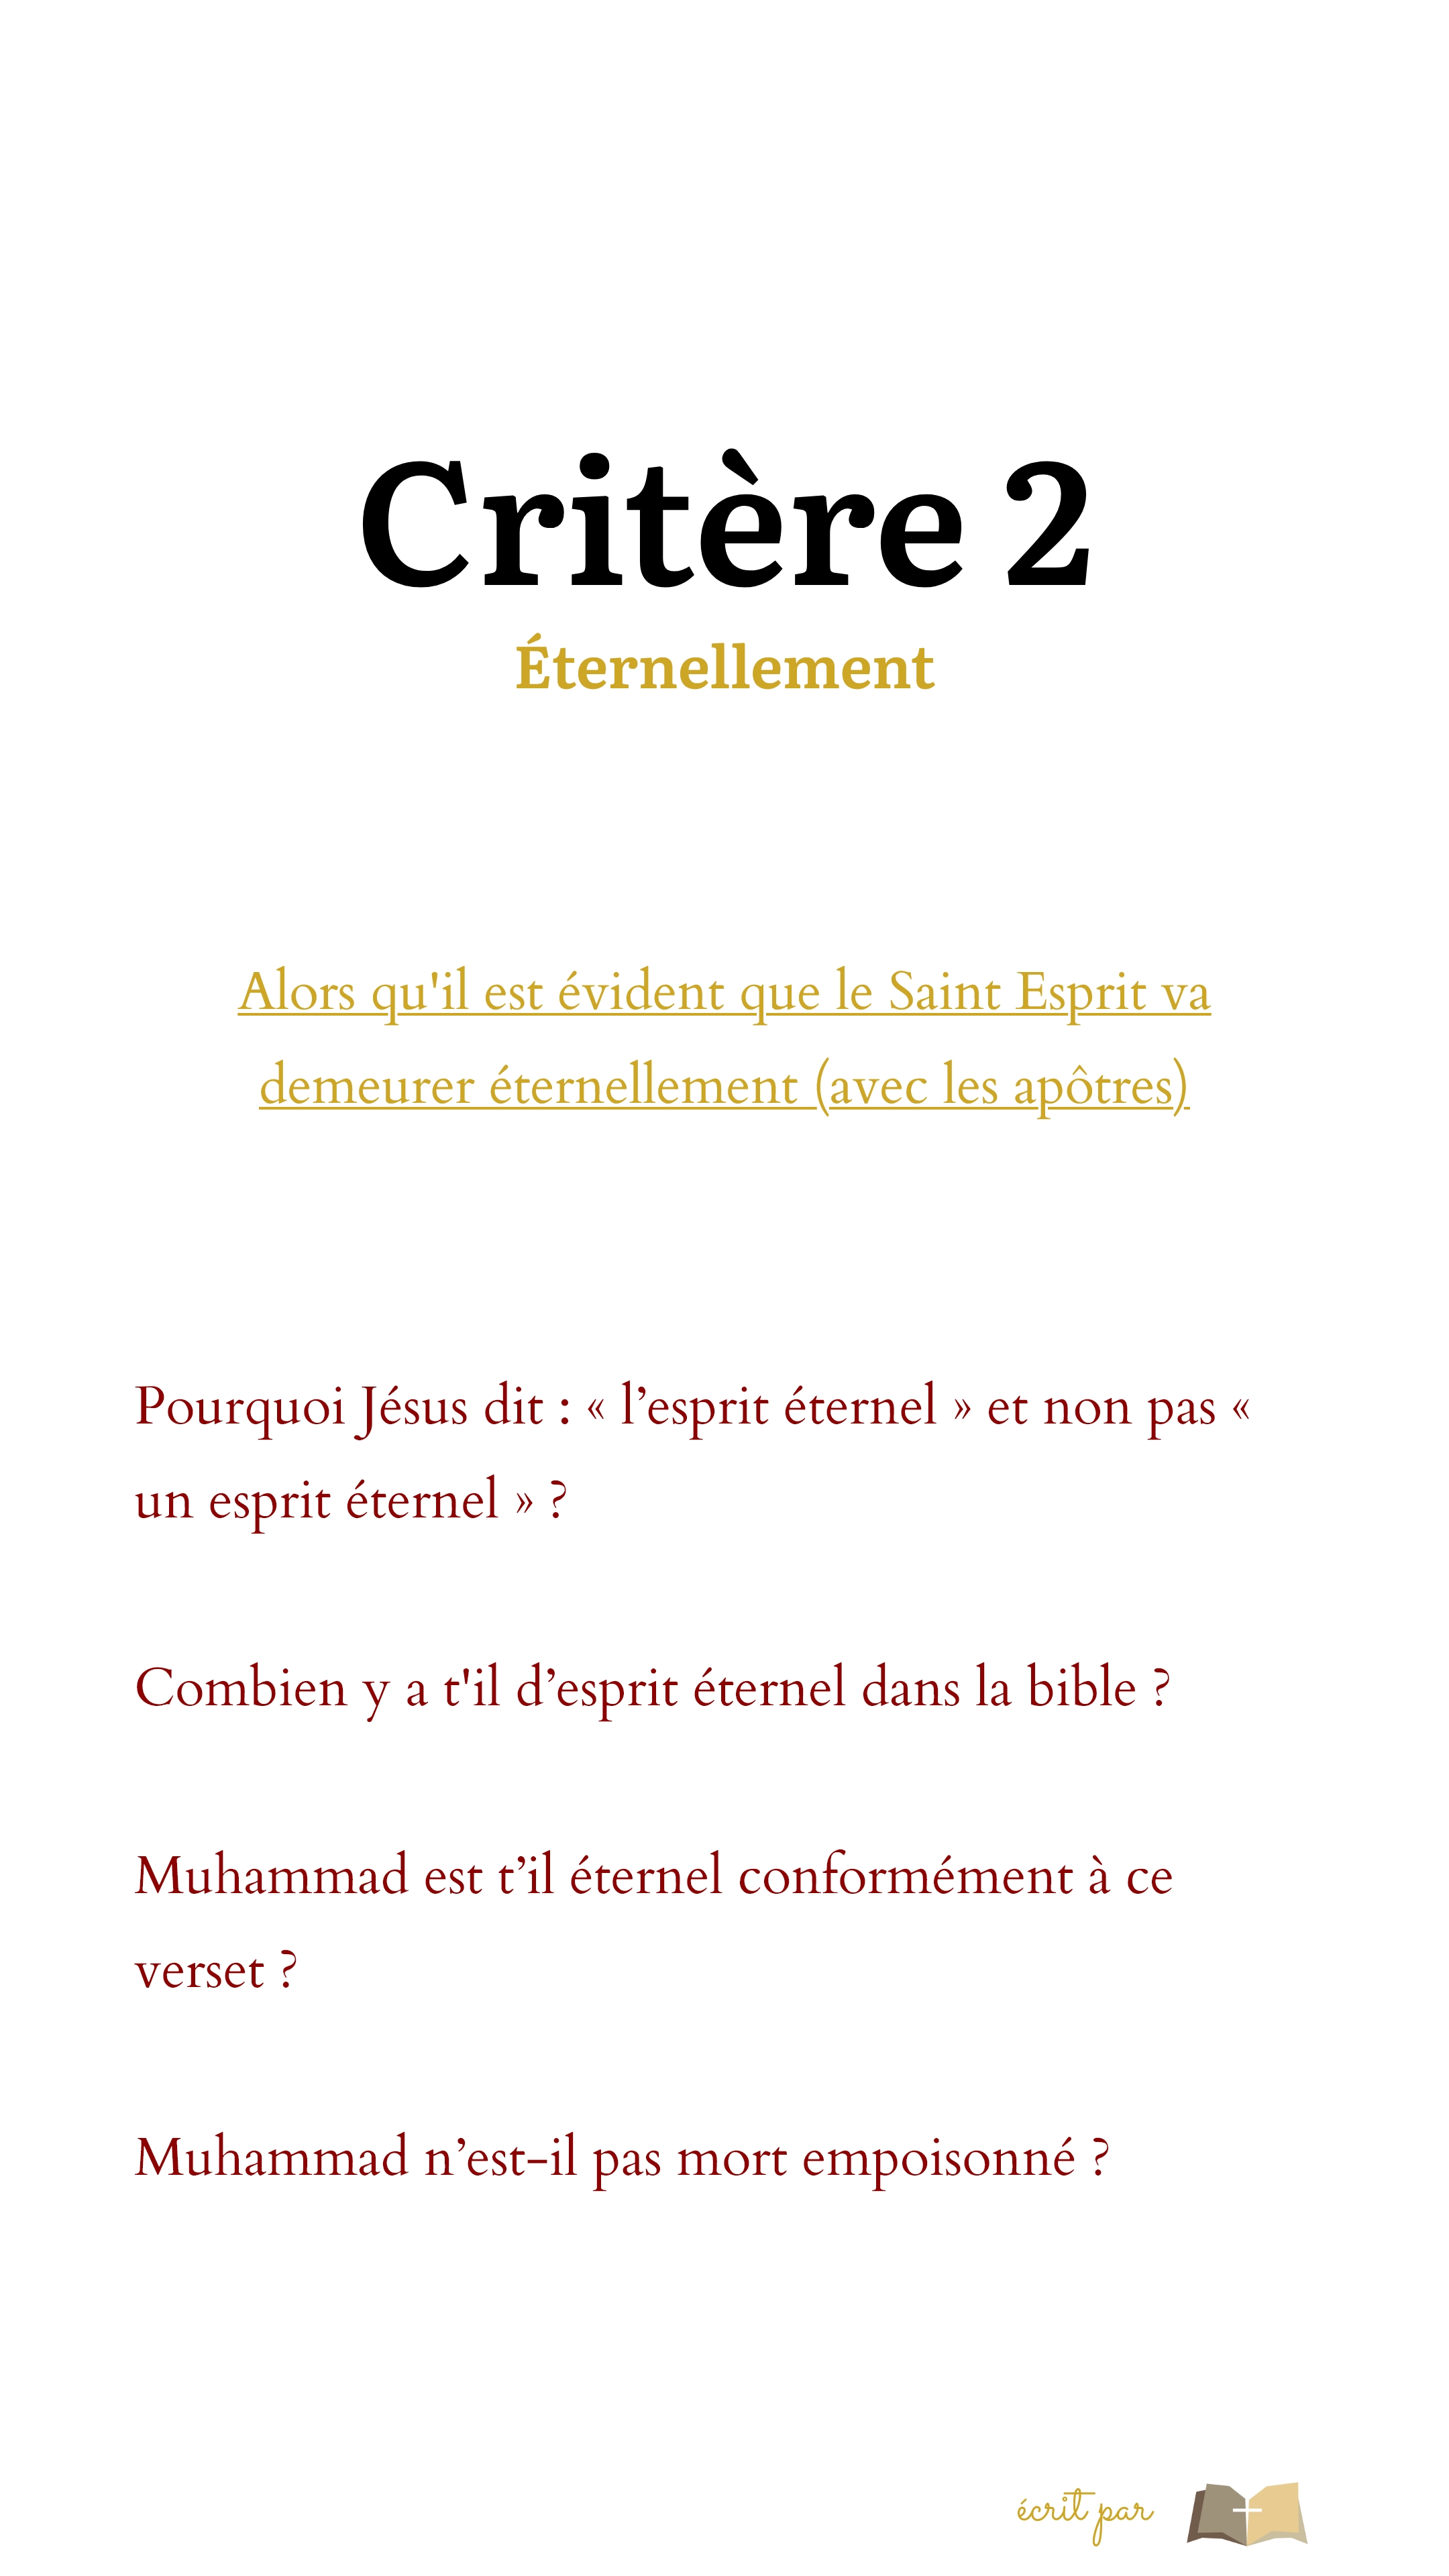 Critère 2
Éternellement
Alors qu'il est évident que le Saint Esprit va
demeurer éternellement (avec les apôtres)
Pourquoi Jésus dit : « l’esprit éternel » et non pas «
un esprit éternel » ?
Combien y a t'il d’esprit éternel dans la bible ?
Muhammad est t’il éternel conformément à ce
verset ?
Muhammad n’est-il pas mort empoisonné ?
écrit par